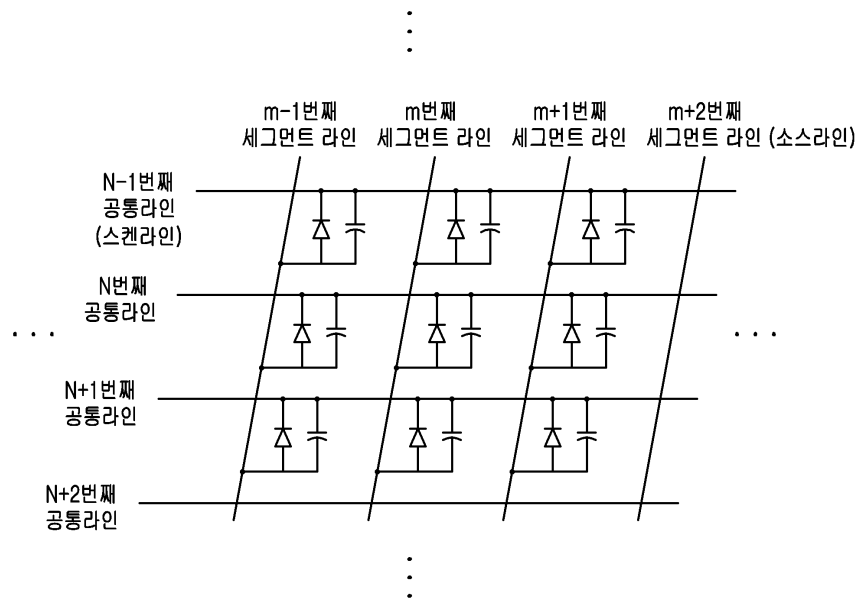 m-1번째
세그먼트 라인
m번째
세그먼트 라인
m+1번째
세그먼트 라인
m+2번째
세그먼트 라인 (소스라인)
N-1번째
공통라인
(스켄라인)
N번째
공통라인
N+1번째
공통라인
N+2번째
공통라인